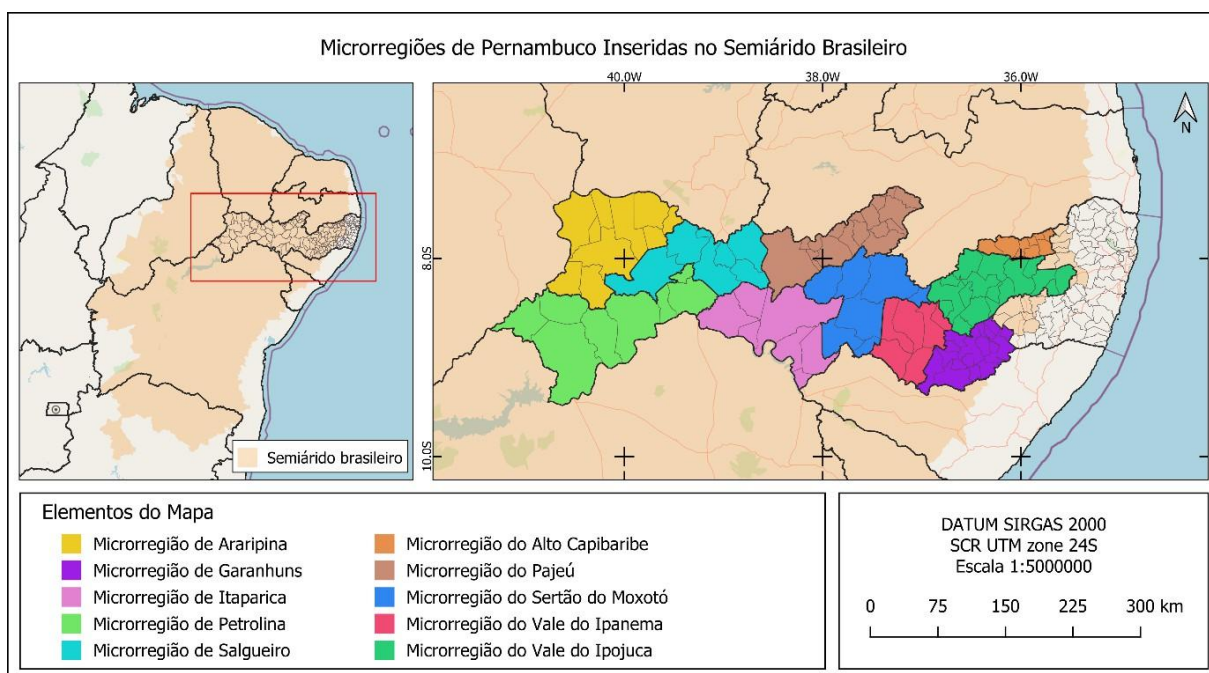 Microrregiões de Pernambuco Inseridas no Semiárido Brasileiro
40.0W 38.0W 36.0W
N
8.0S
10.0S
Semiárido brasileiro
Elementos do Mapa
Microrregião de Araripina
Microrregião de Garanhuns
Microrregião de Itaparica
Microrregião de Petrolina
Microrregião de Salgueiro
Microrregião do Alto Capibaribe
Microrregião do Pajeú
Microrregião do Sertão do Moxotó
Microrregião do Vale do Ipanema
Microrregião do Vale do Ipojuca
DATUM SIRGAS 2000
SCR UTM zone 24S
Escala 1:5000000
0 75 150 225 300 km